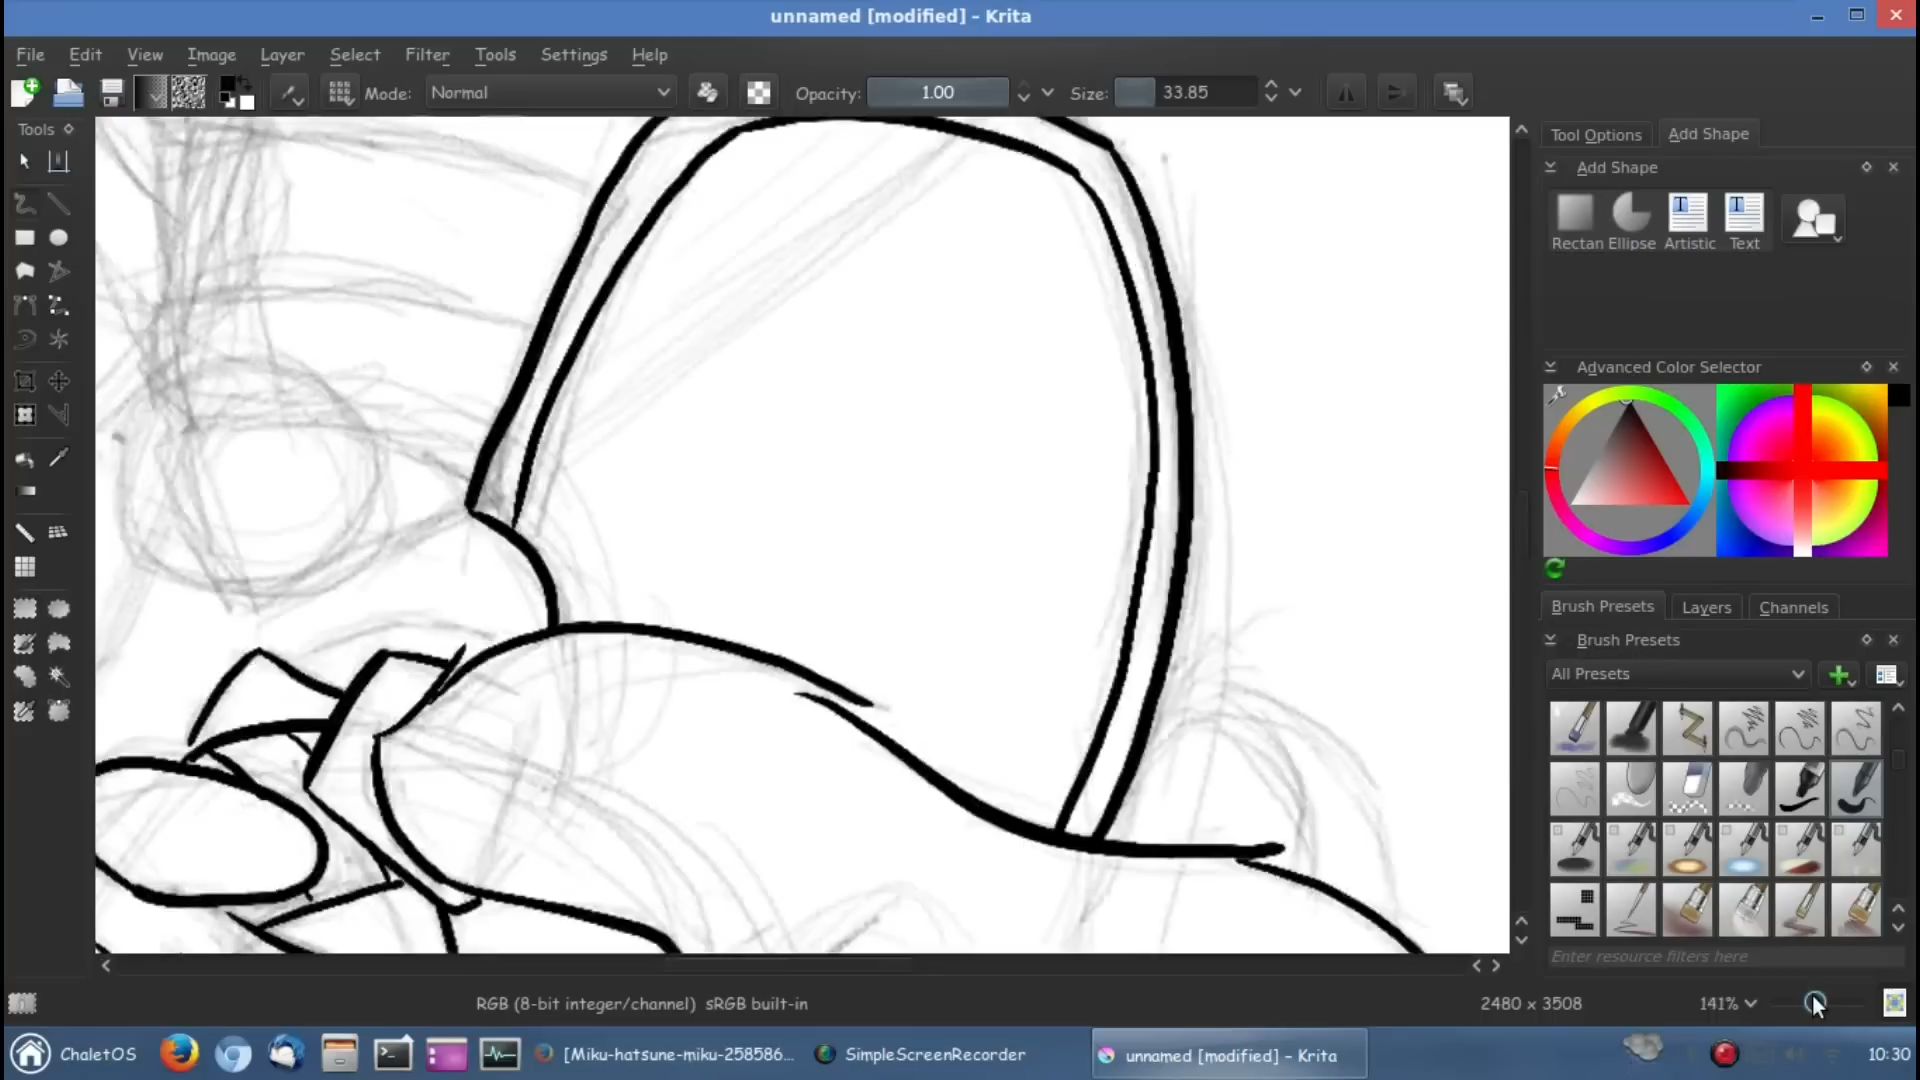 unnamed [modified] – Krita
File Edit View Image Layer Select Filter Tools Settings Help
Mode: Normal Opacity: 1.00 Size: 33.85
Tools
Tool Options Add Shape
Add Shape
T T
Rectan Ellipse Artistic Text
Advanced Color Selector
Brush Presets Layers Channels
Brush Presets
All Presets
Enter resource filters here
RGB (8-bit integer/channel) sRGB built-in 2480 x 3508 141%
ChaletOS [Miku-hatsune-miku-258586... SimpleScreenRecorder unnamed [modified] – Krita 10:30